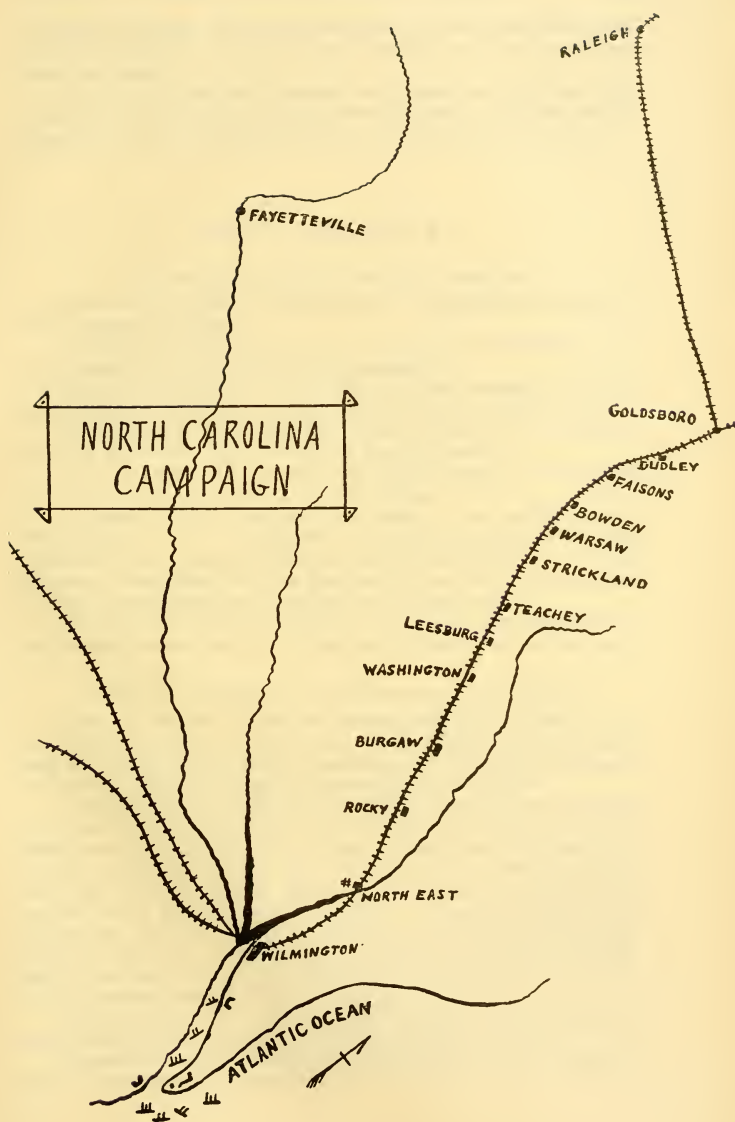 RALEIGH
FAYETTEVILLE
NORTH CAROLINA
CAMPAIGN
GOLDSBORO
DUDLEY
FAISONS
BOWDEN
WARSAW
STRICKLAND
TEACHEY
LEESBURG
WASHINGTON
BURGAW
ROCKY
#
NORTH EAST
WILMINGTON
ATLANTIC OCEAN